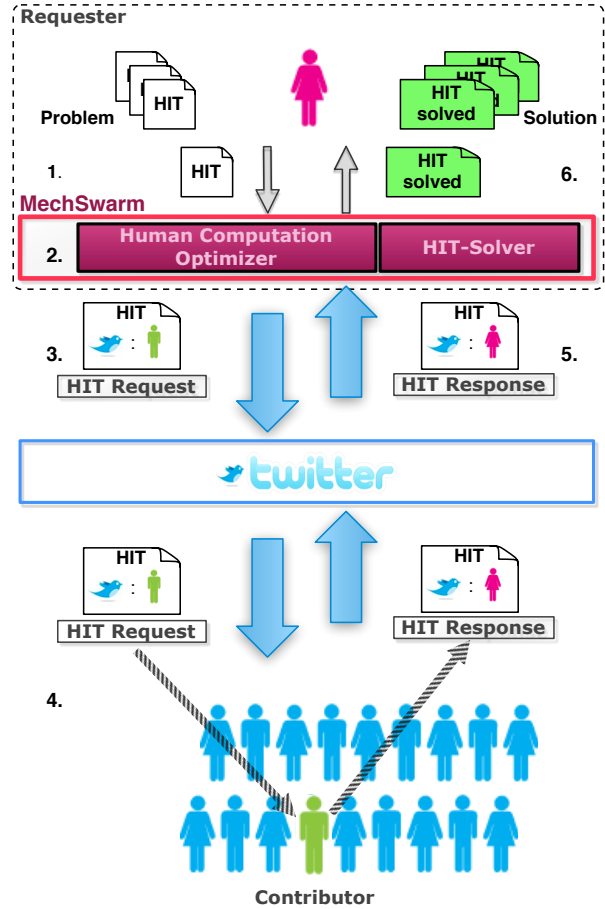 Requester
HIT
HIT
HIT solved
Problem
Solution
1.
HIT
HIT
solved
6.
MechSwarm
2.
Human Computation
Optimizer
HIT-Solver
HIT
HIT
3.
:
:
5.
HIT Request
HIT Response
twitter
HIT
HIT
:
:
HIT Request
HIT Response
4.
Contributor